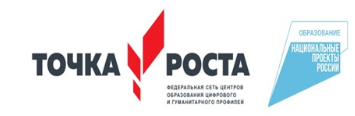 ТОЧКА РОСТА
ФЕДЕРАЛЬНАЯ СЕТЬ ЦЕНТРОВ
ОБРАЗОВАНИЯ ЦИФРОВОГО
И ГУМАНИТАРНОГО ПРОФИЛЕЙ
ОБРАЗОВАНИЕ
НАЦИОНАЛЬНЫЕ
ПРОЕКТЫ
РОССИИ